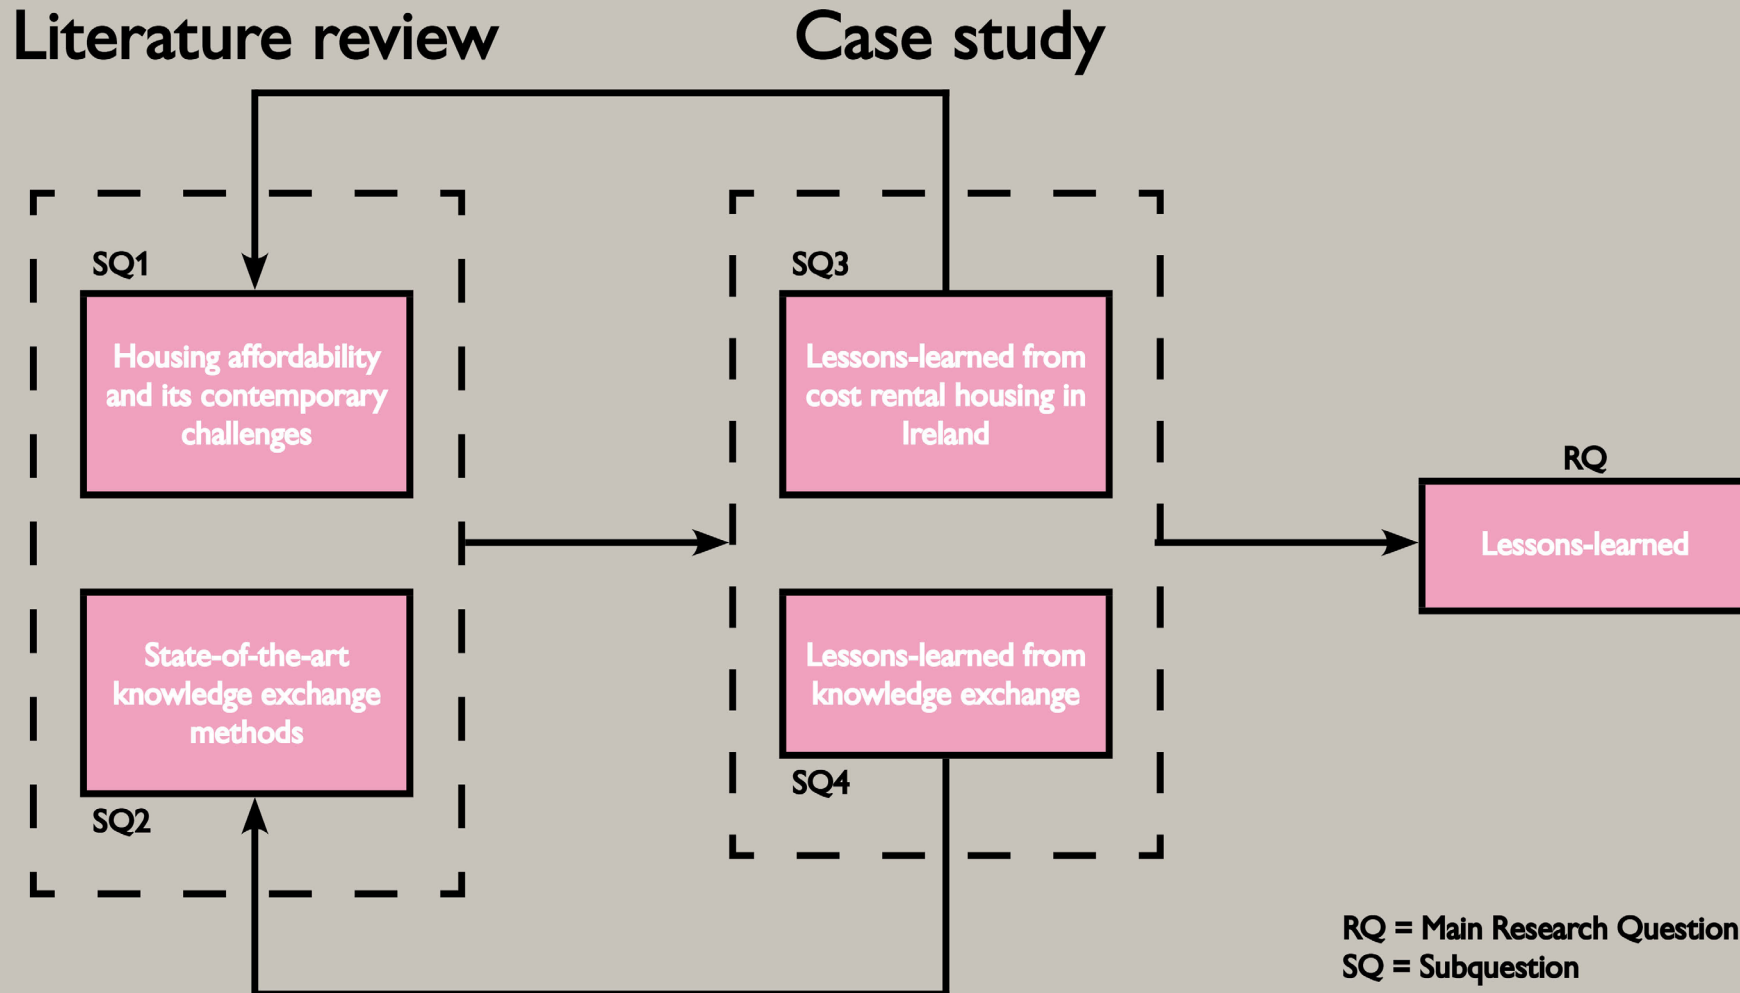 Literature review
Case study
SQ1
Housing affordability
and its contemporary
challenges
State-of-the-art
knowledge exchange
methods
SQ2
SQ3
Lessons-learned from
cost rental housing in
Ireland
Lessons-learned from
knowledge exchange
SQ4
RQ
Lessons-learned
RQ = Main Research Question
SQ = Subquestion